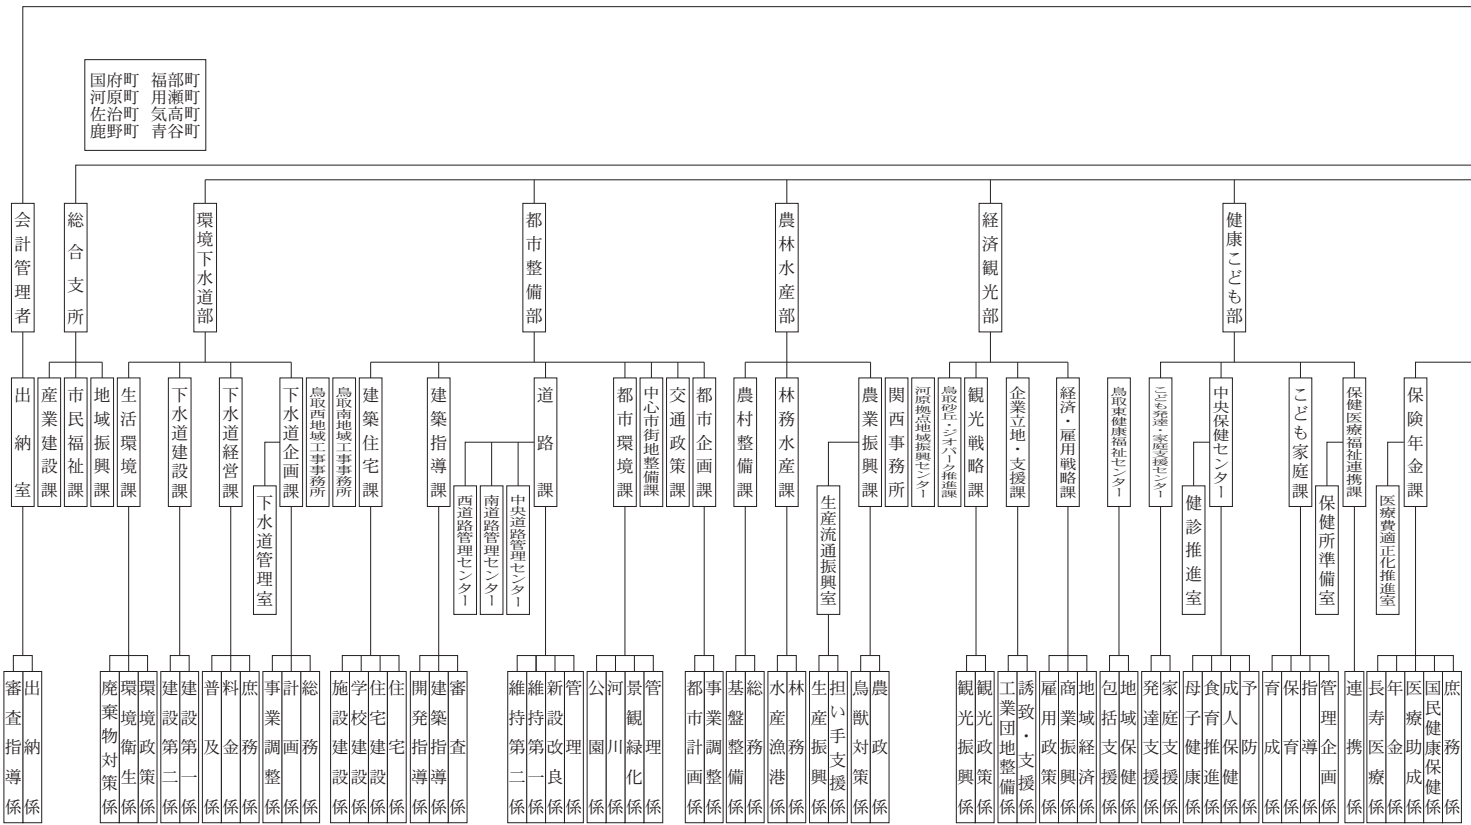 国府町　福部町
河原町　用瀬町
佐治町　気高町
鹿野町　青谷町
健康こども部
経済観光部
農林水産部
都市整備部
環境下水道部
総合支所
会計管理者
保険年金課
保健医療福祉連携課
こども家庭課
中央保健センター
こども発達・家庭支援センター
鳥取東健康福祉センター
経済・雇用戦略課
企業立地・支援課
観光戦略課
鳥取砂丘・ジオパーク推進課
河原拠点地域振興センター
関西事務所
農業振興課
林務水産課
農村整備課
都市企画課
交通政策課
中心市街地整備課
都市環境課
道路課
建築指導課
建築住宅課
鳥取南地域工事事務所
鳥取西地域工事事務所
下水道企画課
下水道経営課
下水道建設課
生活環境課
地域振興課
市民福祉課
産業建設課
出納室
医療費適正化推進室
保健所準備室
健診推進室
生産流通振興室
中央道路管理センター
南道路管理センター
西道路管理センター
下水道管理室
庶務係
国民健康保健係
医療助成係
年金係
長寿医療係
連携係
管理企画係
指導係
保育係
育成係
予防係
成人保健係
食育推進係
母子健康係
家庭支援係
発達支援係
地域保健係
包括支援係
地域経済係
商業振興係
雇用政策係
誘致・支援係
工業団地整備係
観光政策係
観光振興係
農政係
鳥獣対策係
担い手支援係
生産振興係
林務係
水産漁港係
総務係
基盤整備係
事業調整係
都市計画係
管理係
景観緑化係
河川係
公園係
管理係
新設改良係
維持第一係
維持第二係
審査係
建築指導係
開発指導係
住宅係
住宅建設係
学校建設係
施設建設係
総務係
計画係
事業調整係
庶務係
料金係
普及係
建設第一係
建設第二係
環境政策係
環境衛生係
廃棄物対策係
出納係
審査指導係